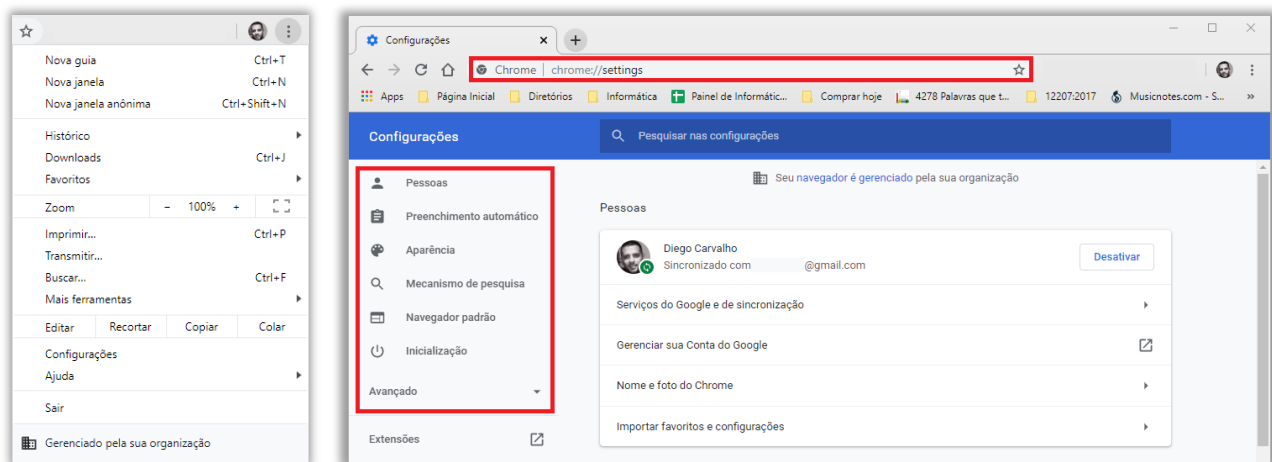 Nova guia Ctrl+T
Nova janela Ctrl+N
Nova janela anônima Ctrl+Shift+N
Histórico
Downloads Ctrl+J
Favoritos
Zoom - 100% +
Imprimir... Ctrl+P
Transmitir...
Buscar... Ctrl+F
Mais ferramentas
Editar Recortar Copiar Colar
Configurações
Ajuda
Sair
Gerenciado pela sua organização
Configurações
Chrome | chrome://settings
Apps Página Inicial Diretórios Informática Painel de Informátic... Comprar hoje 4278 Palavras que t... 12207:2017 Musicnotes.com - S... »
Configurações
Pesquisar nas configurações
Pessoas
Preenchimento automático
Aparência
Mecanismo de pesquisa
Navegador padrão
Inicialização
Avançado
Extensões
Seu navegador é gerenciado pela sua organização
Pessoas
Diego Carvalho
Sincronizado com @gmail.com
Desativar
Serviços do Google e de sincronização
Gerenciar sua Conta do Google
Nome e foto do Chrome
Importar favoritos e configurações